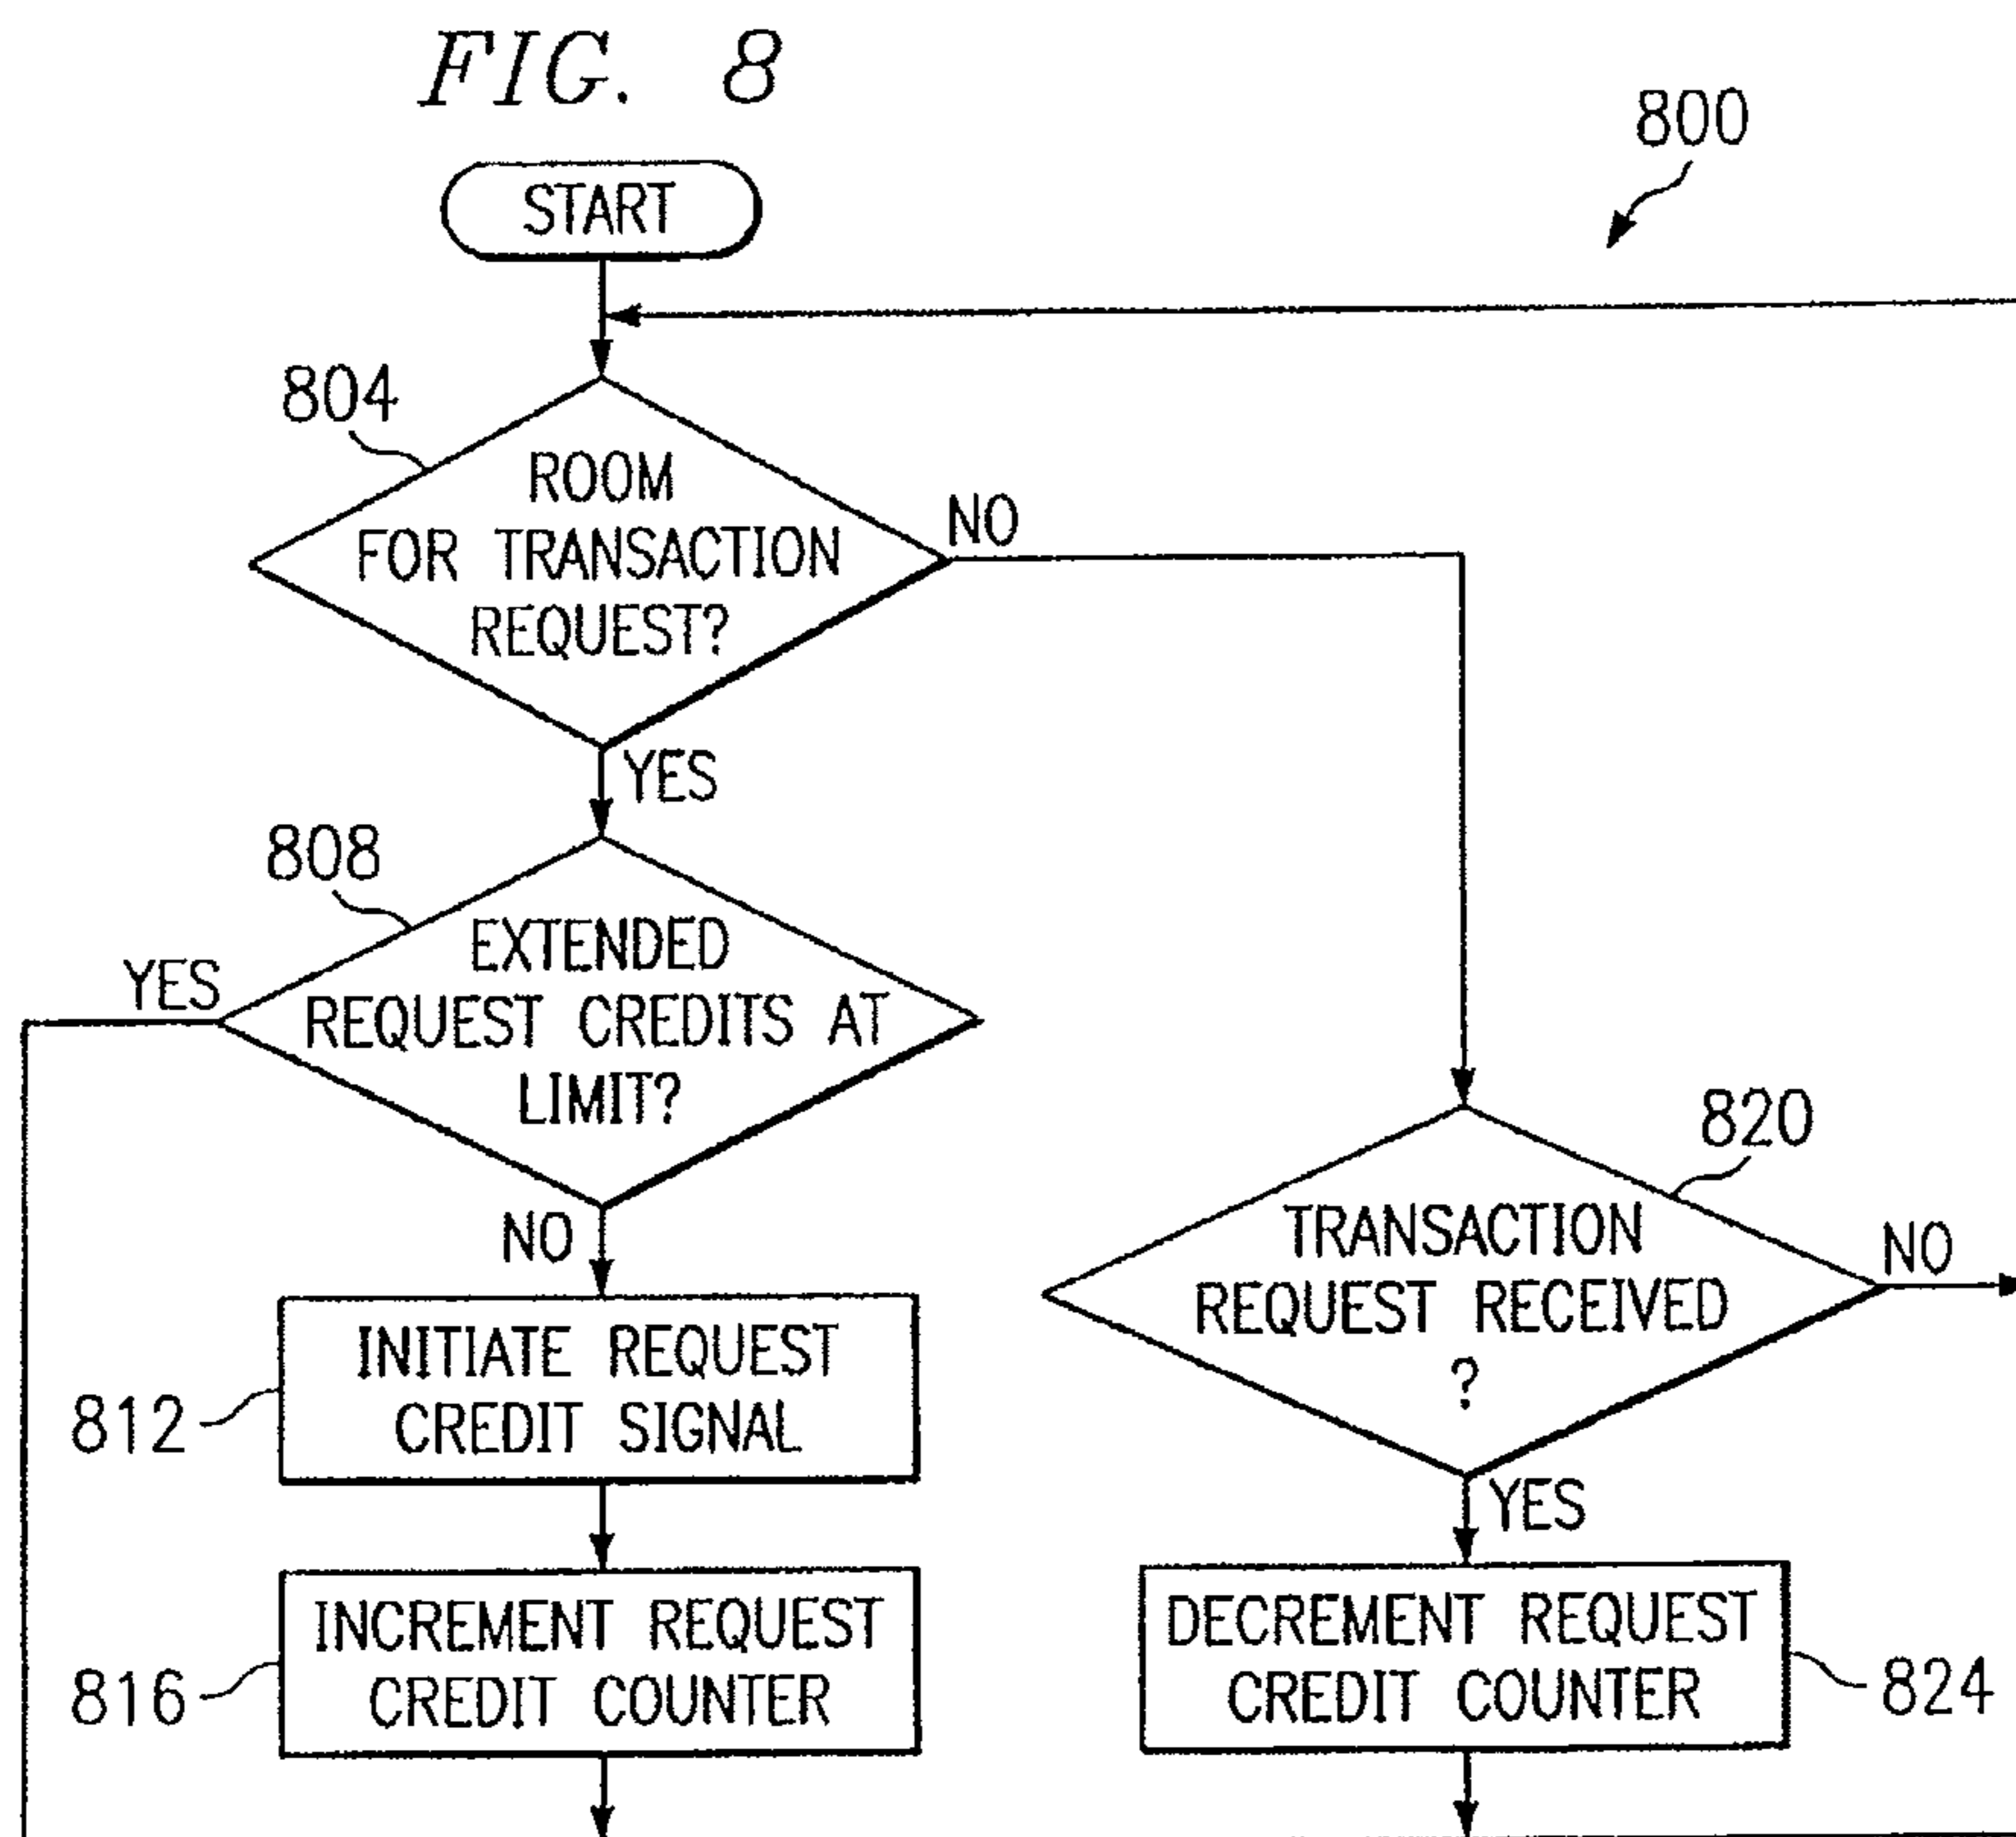 FIG. 8
800
START
804
ROOM
FOR TRANSACTION
REQUEST?
NO
YES
808
EXTENDED
REQUEST CREDITS AT
LIMIT?
YES
NO
820
TRANSACTION
REQUEST RECEIVED
?
NO
YES
812
INITIATE REQUEST
CREDIT SIGNAL
816
INCREMENT REQUEST
CREDIT COUNTER
DECREMENT REQUEST
CREDIT COUNTER
824